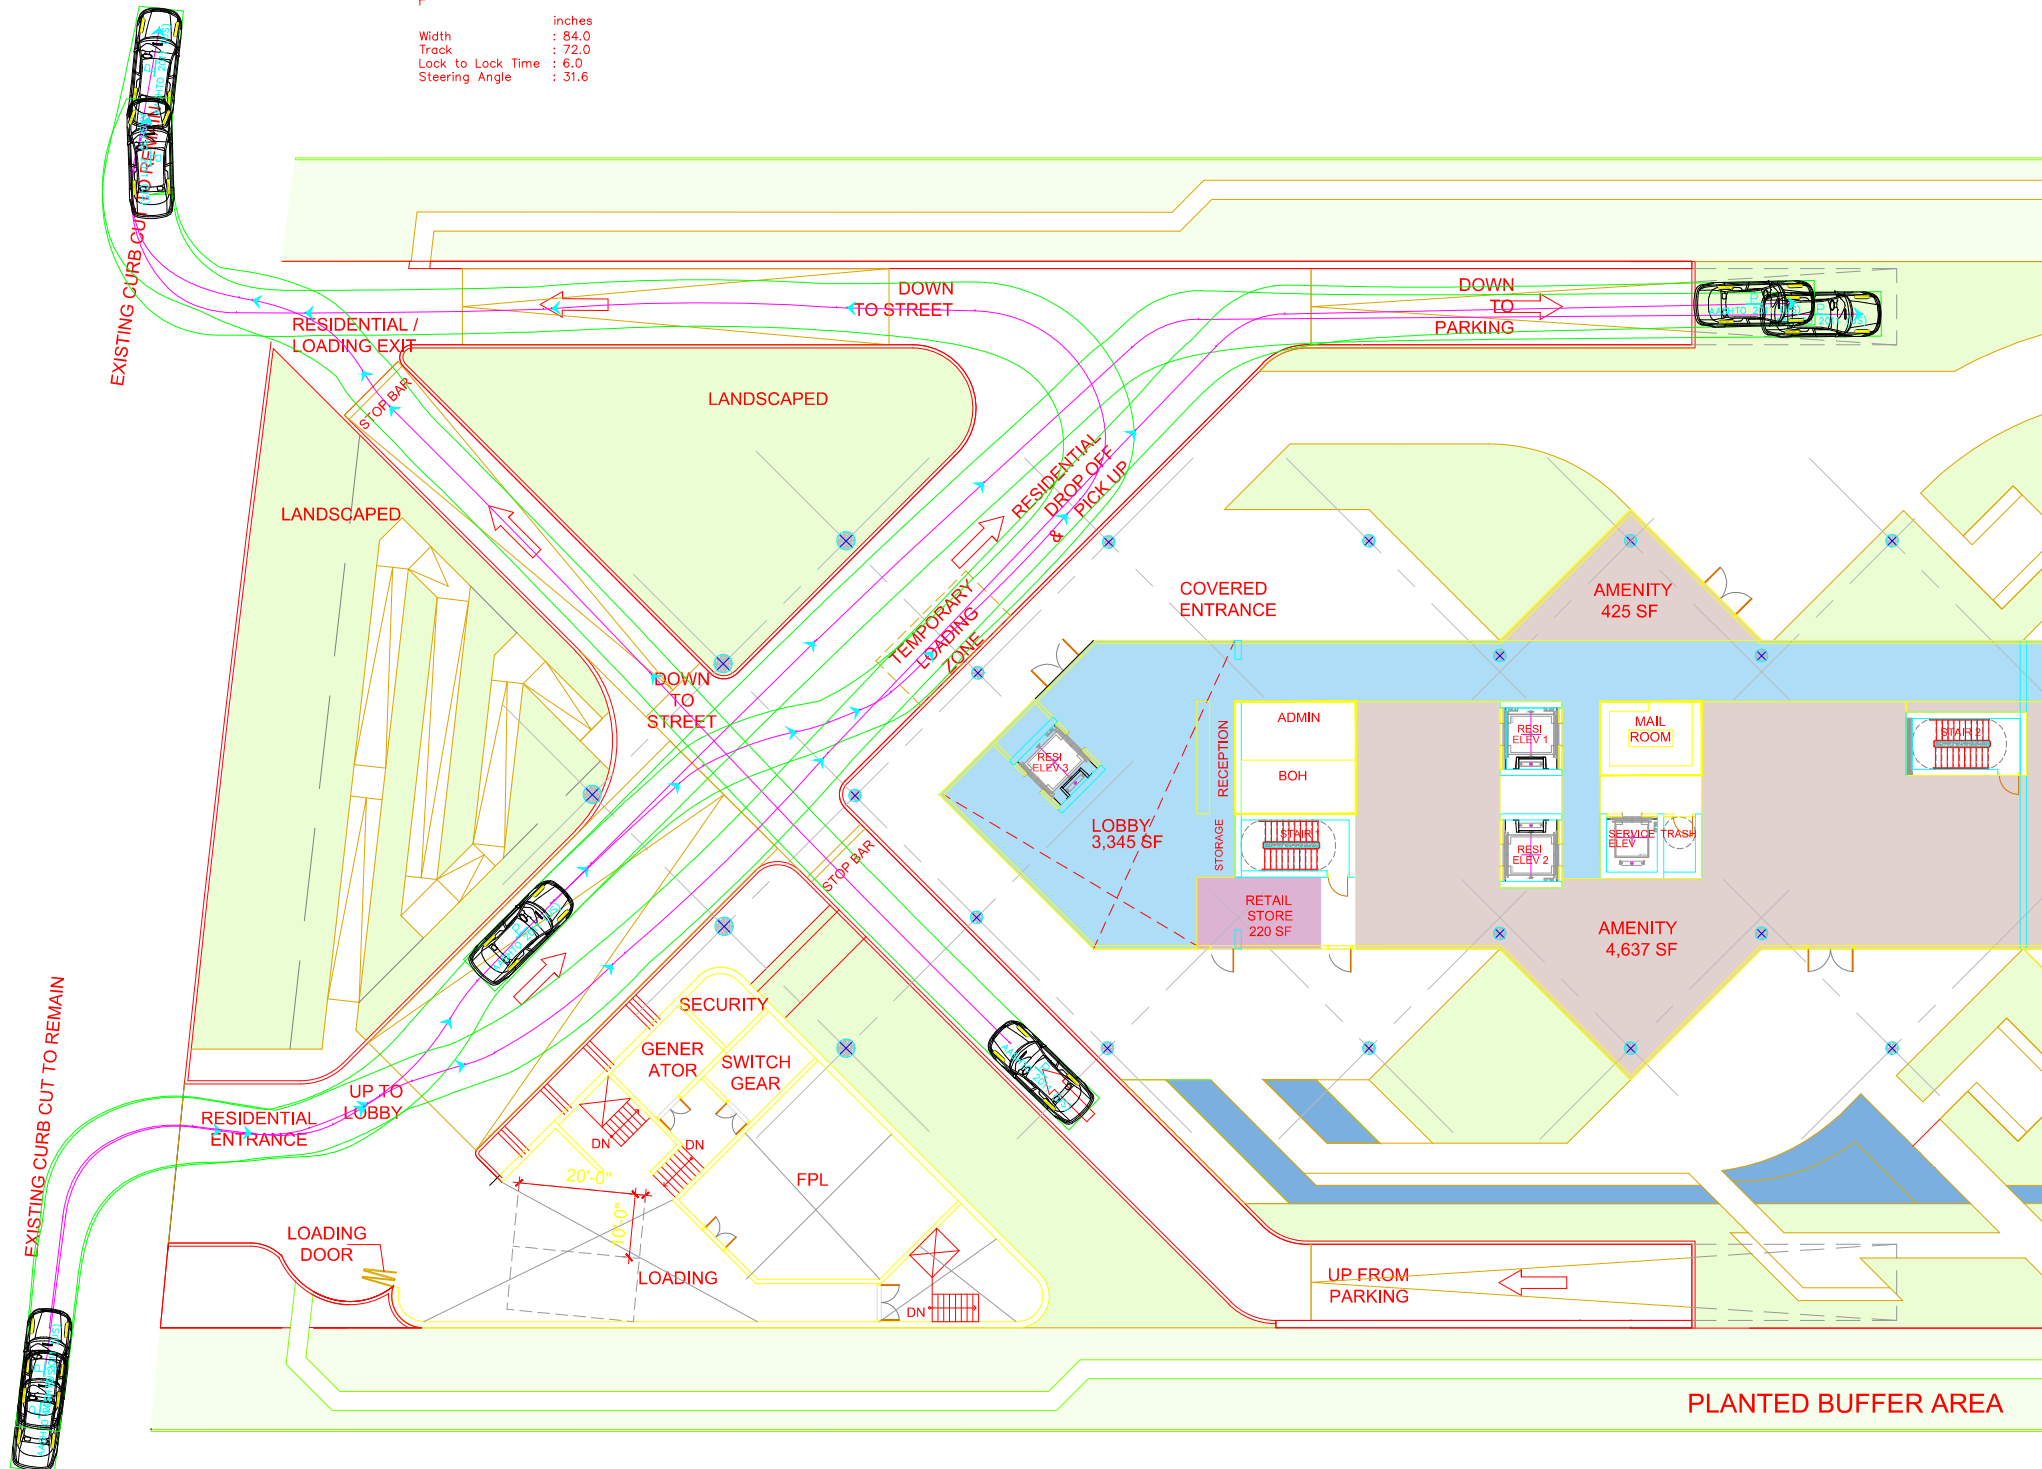 inches
Width : 84.0
Track : 72.0
Lock to Lock Time : 6.0
Steering Angle : 31.6
EXISTING CURB CUT TO REMAIN
RESIDENTIAL /
LOADING EXIT
DOWN
TO STREET
DOWN
TO
PARKING
STOP BAR
LANDSCAPED
LANDSCAPED
RESIDENTIAL
DROP OFF
& PICK UP
TEMPORARY
LOADING
ZONE
COVERED
ENTRANCE
AMENITY
425 SF
DOWN
TO
STREET
RESI
ELEV 3
RECEPTION
ADMIN
BOH
RESI
ELEV 1
MAIL
ROOM
STAIR 2
LOBBY
3,345 SF
STORAGE
STAIR 1
RESI
ELEV 2
SERVICE
ELEV
TRASH
STOP BAR
RETAIL
STORE
220 SF
AMENITY
4,637 SF
EXISTING CURB CUT TO REMAIN
SECURITY
GENER
ATOR
SWITCH
GEAR
UP TO
LOBBY
RESIDENTIAL
ENTRANCE
DN
DN
20'-0"
10'-0"
FPL
LOADING
DOOR
LOADING
DN
UP FROM
PARKING
PLANTED BUFFER AREA